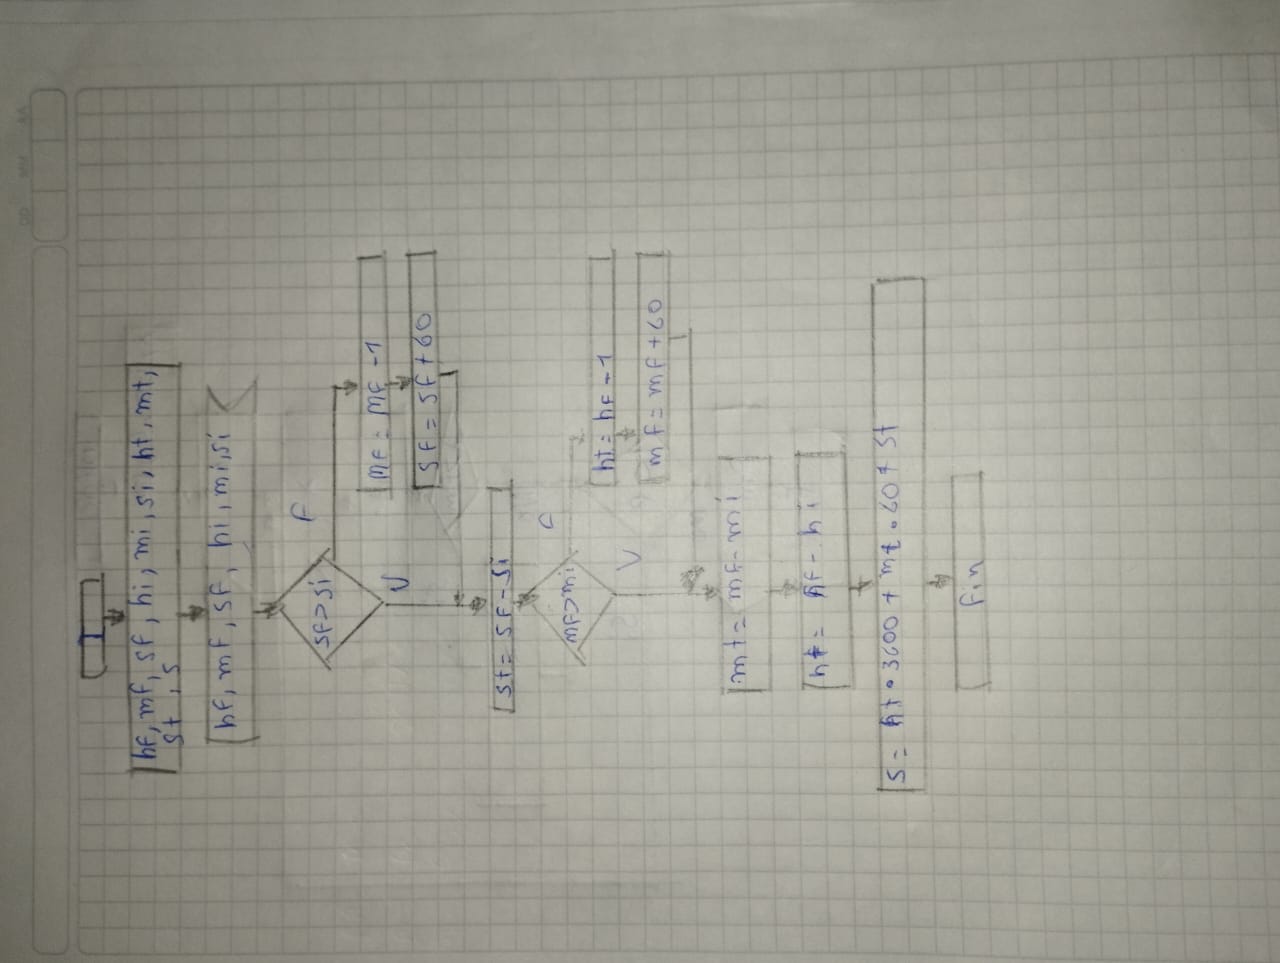 I
hf, mf, sf, hi, mi, si, ht, mt,
st, s
hf, mf, sf, hi, mi, si
sf>si
F
V
mf = mf - 1
sf = sf + 60
st = sf - si
mf>mi
F
V
ht = hf - 1
mf = mf + 60
mt = mf - mi
ht = hf - hi
s = ht • 3600 + mt • 60 + st
fin